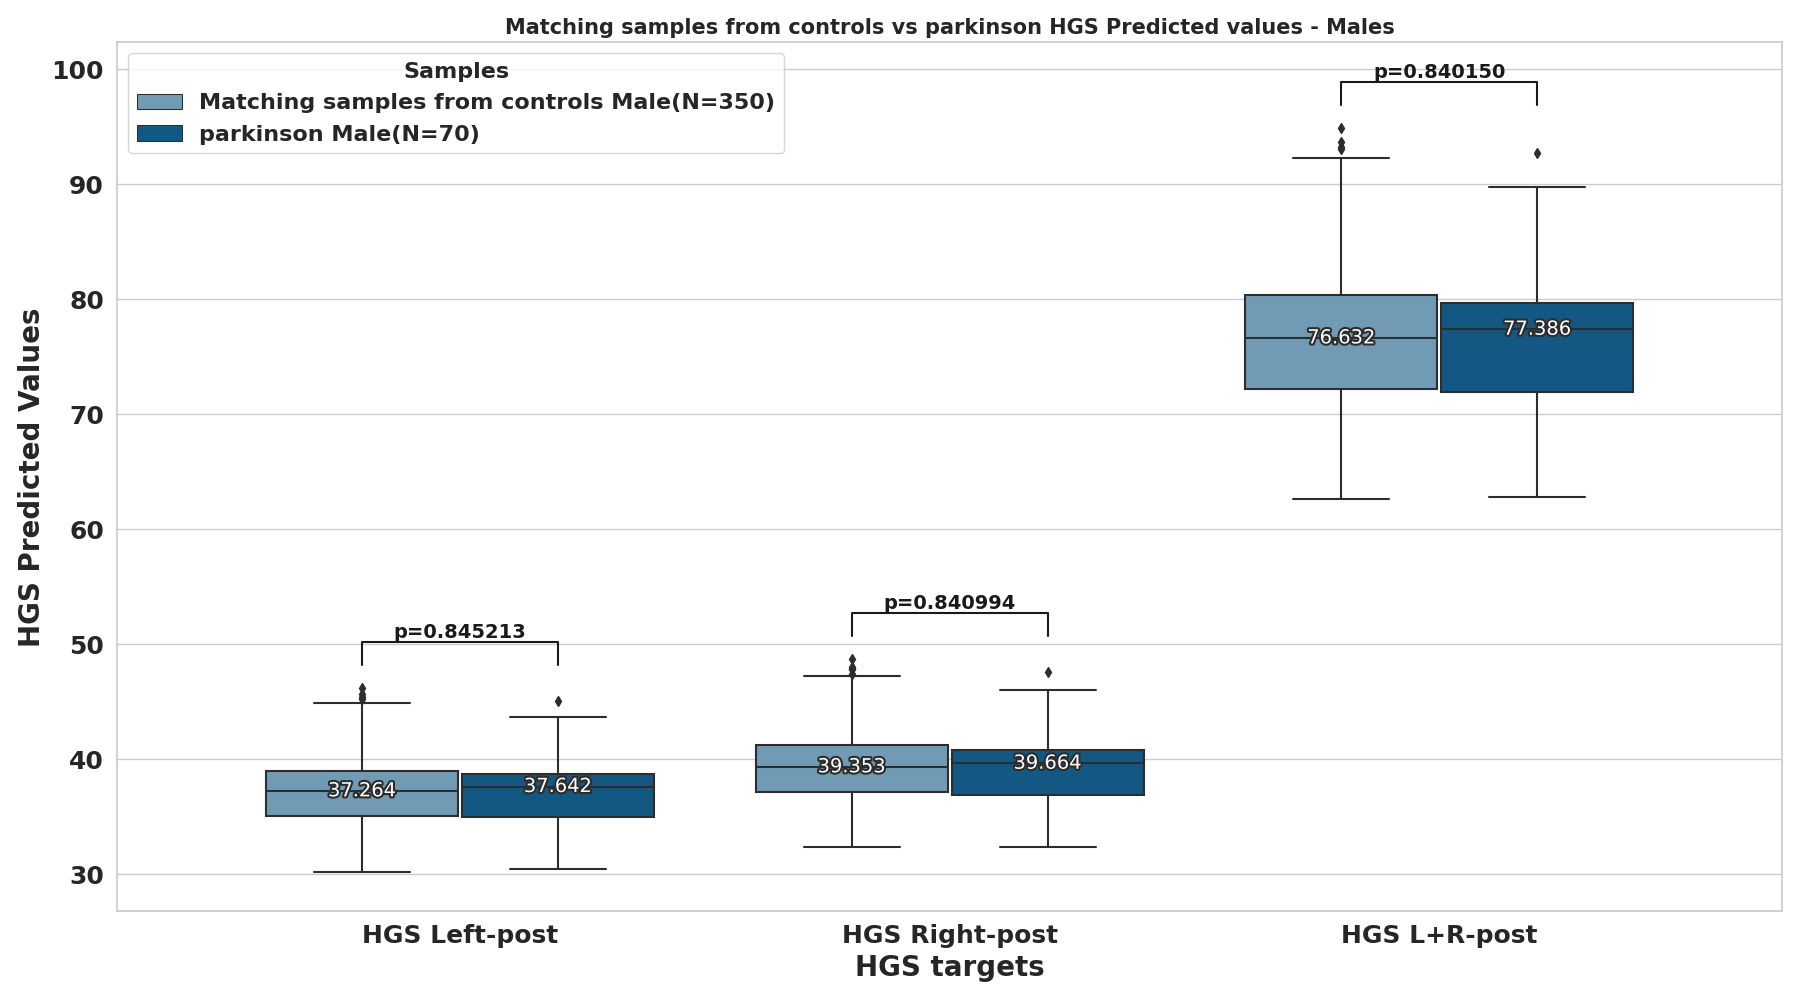 Matching samples from controls vs parkinson HGS Predicted values - Males
Samples
Matching samples from controls Male(N=350)
parkinson Male(N=70)
HGS Predicted Values
100
90
80
70
60
50
40
30
p=0.840150
76.632
77.386
p=0.840994
39.353
39.664
p=0.845213
37.264
37.642
HGS Left-post
HGS Right-post
HGS L+R-post
HGS targets